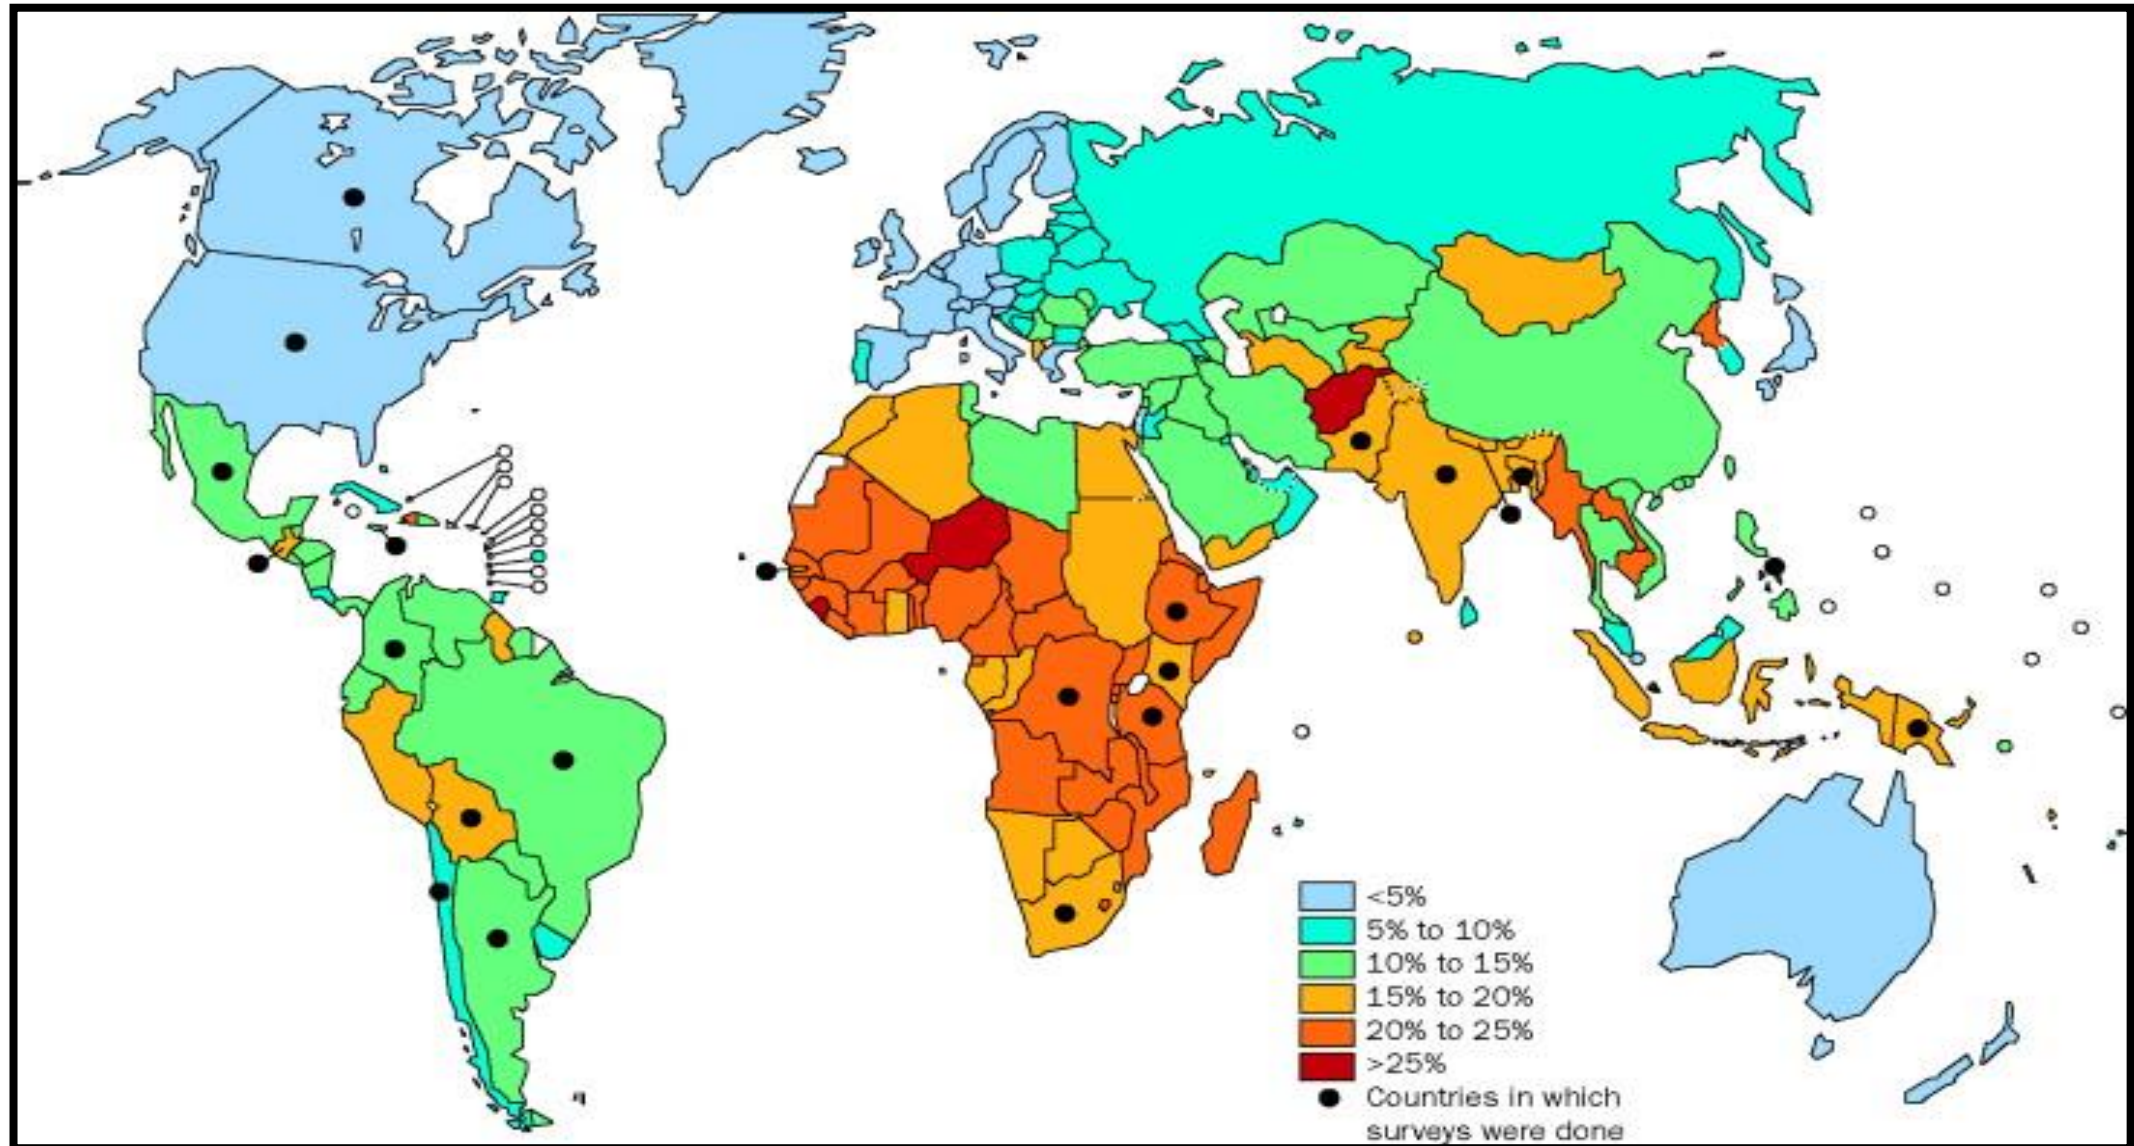 <5%
5% to 10%
10% to 15%
15% to 20%
20% to 25%
>25%
Countries in which
surveys were done